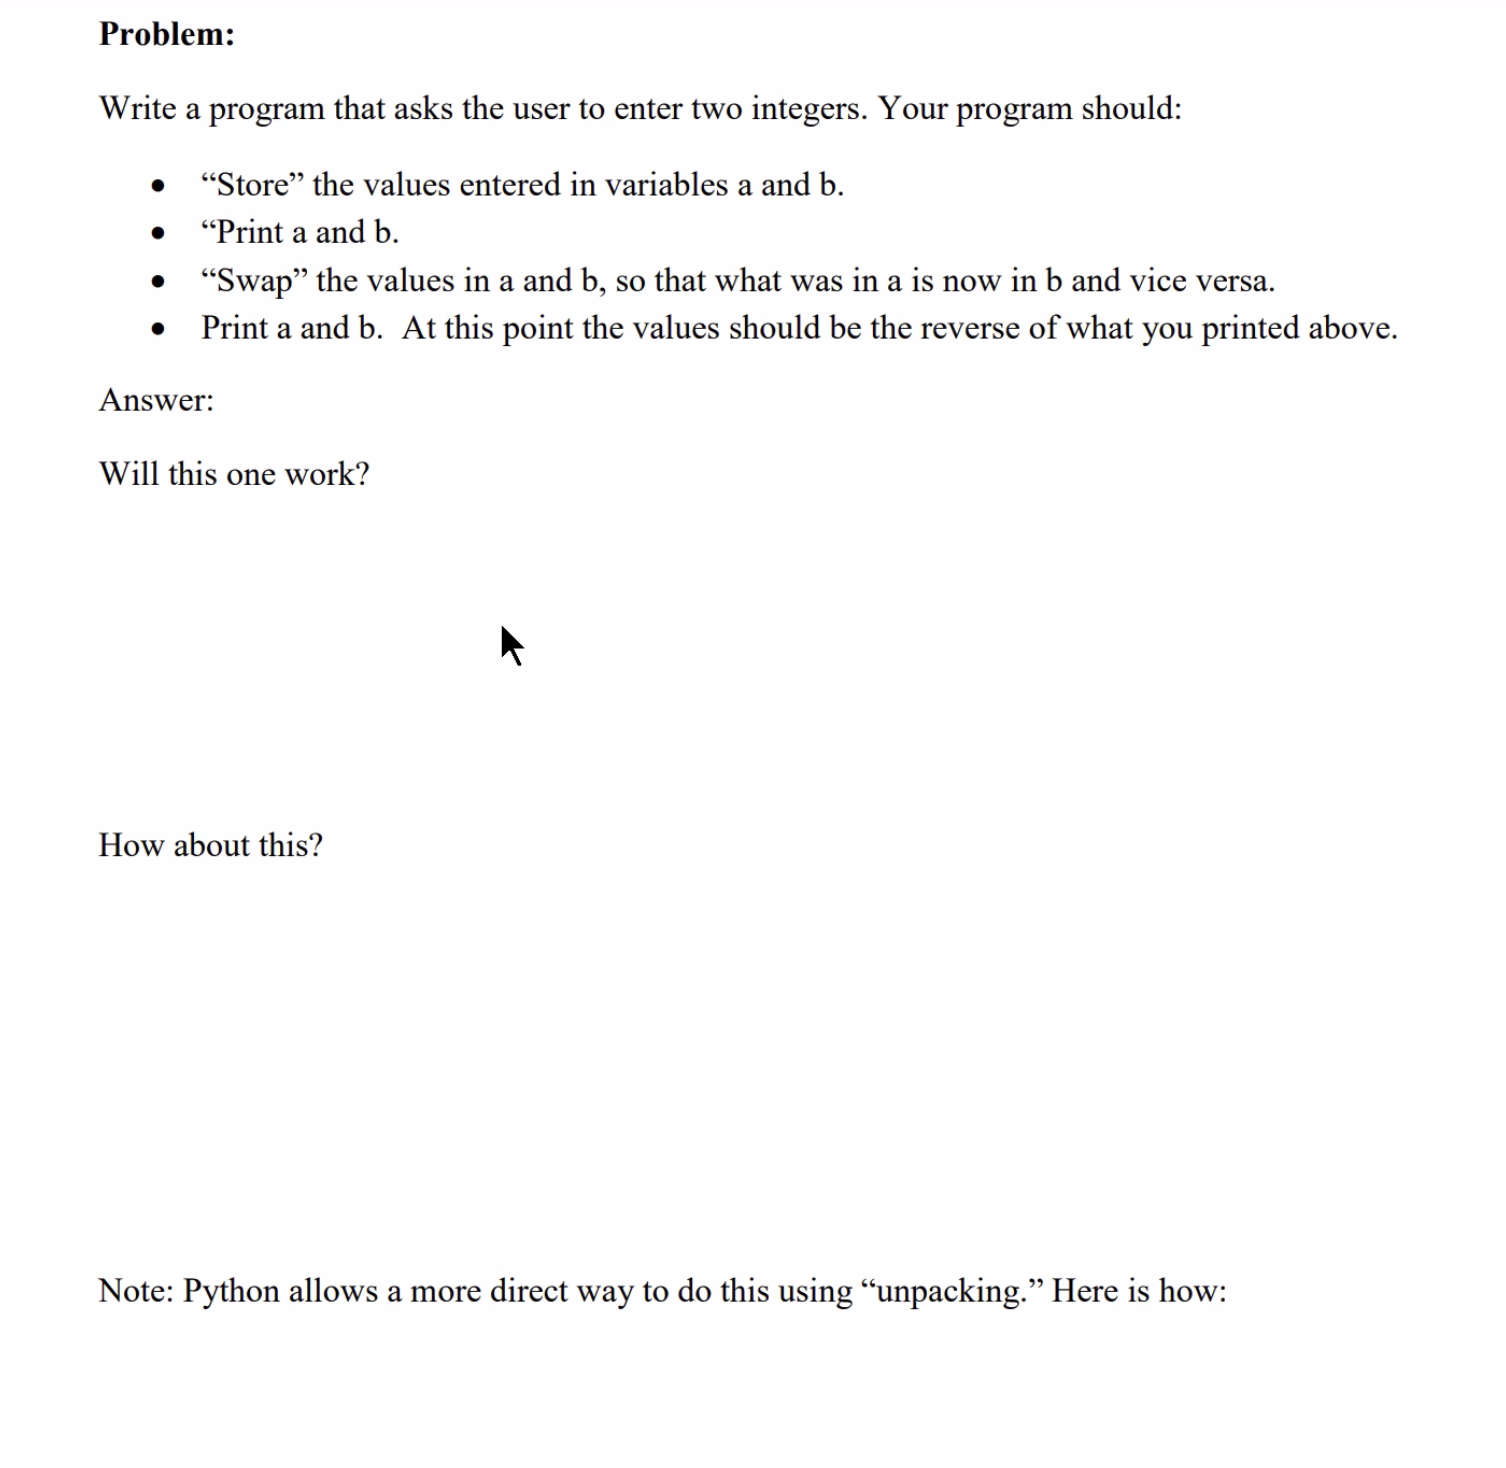 Problem:
Write a program that asks the user to enter two integers. Your program should:
• “Store” the values entered in variables a and b.
• “Print a and b.
• “Swap” the values in a and b, so that what was in a is now in b and vice versa.
• Print a and b.  At this point the values should be the reverse of what you printed above.
Answer:
Will this one work?
How about this?
Note: Python allows a more direct way to do this using “unpacking.” Here is how: